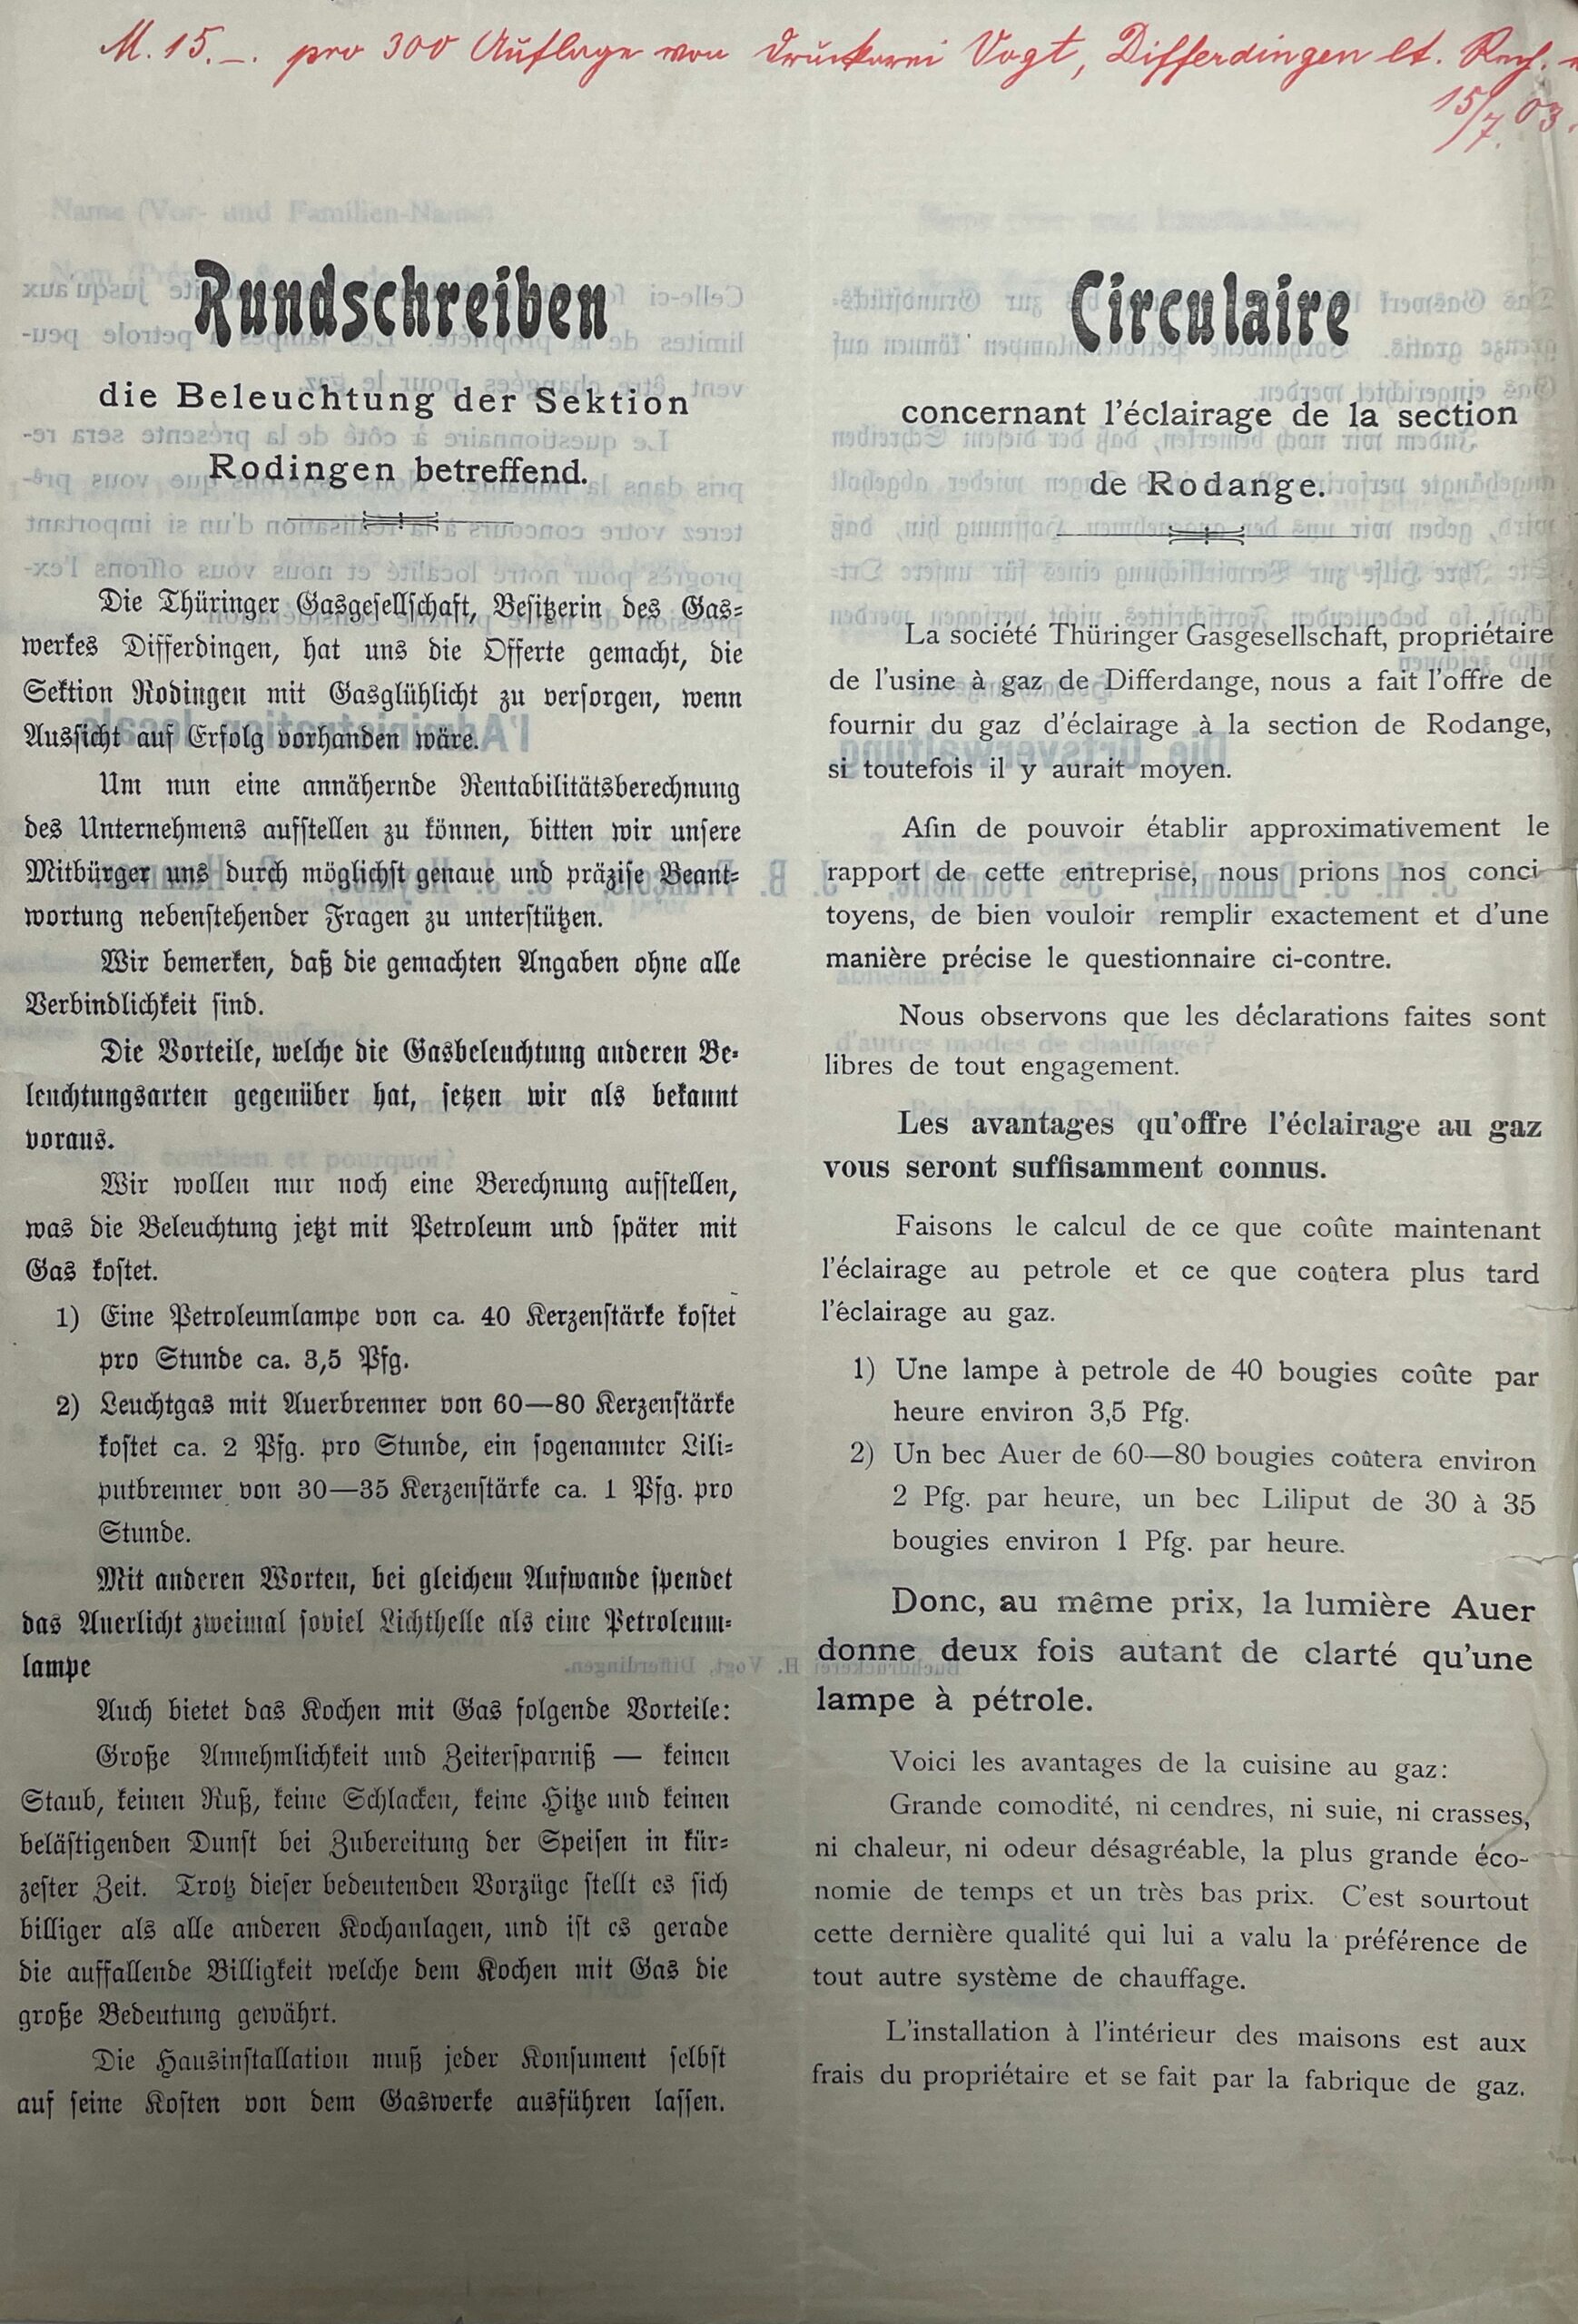 M. 15.–. pro 300 Auflage von Druckerei Vogt, Differdingen lt. Rech. v
15/7. 03.
Rundschreiben
die Beleuchtung der Sektion
Rodingen betreffend.
Die Thüringer Gasgesellschaft, Besitzerin des Gas-
werkes Differdingen, hat uns die Offerte gemacht, die
Sektion Rodingen mit Gasglühlicht zu versorgen, wenn
Aussicht auf Erfolg vorhanden wäre.
Um nun eine annähernde Rentabilitätsberechnung
des Unternehmens aufstellen zu können, bitten wir unsere
Mitbürger uns durch möglichst genaue und präzise Beant-
wortung nebenstehender Fragen zu unterstützen.
Wir bemerken, daß die gemachten Angaben ohne alle
Verbindlichkeit sind.
Die Vorteile, welche die Gasbeleuchtung anderen Be-
leuchtungsarten gegenüber hat, setzen wir als bekannt
voraus.
Wir wollen nur noch eine Berechnung aufstellen,
was die Beleuchtung jetzt mit Petroleum und später mit
Gas kostet.
1) Eine Petroleumlampe von ca. 40 Kerzenstärke kostet
pro Stunde ca. 3,5 Pfg.
2) Leuchtgas mit Auerbrenner von 60—80 Kerzenstärke
kostet ca. 2 Pfg. pro Stunde, ein sogenannter Lili-
putbrenner von 30—35 Kerzenstärke ca. 1 Pfg. pro
Stunde.
Mit anderen Worten, bei gleichem Aufwande spendet
das Auerlicht zweimal soviel Lichthelle als eine Petroleum-
lampe
Auch bietet das Kochen mit Gas folgende Vorteile:
Große Annehmlichkeit und Zeitersparniß — keinen
Staub, keinen Ruß, keine Schlacken, keine Hitze und keinen
belästigenden Dunst bei Zubereitung der Speisen in kür-
zester Zeit. Trotz dieser bedeutenden Vorzüge stellt es sich
billiger als alle anderen Kochanlagen, und ist es gerade
die auffallende Billigkeit welche dem Kochen mit Gas die
große Bedeutung gewährt.
Die Hausinstallation muß jeder Konsument selbst
auf seine Kosten von dem Gaswerke ausführen lassen.
Circulaire
concernant l'éclairage de la section
de Rodange.
La société Thüringer Gasgesellschaft, propriétaire
de l'usine à gaz de Differdange, nous a fait l'offre de
fournir du gaz d'éclairage à la section de Rodange,
si toutefois il y aurait moyen.
Afin de pouvoir établir approximativement le
rapport de cette entreprise, nous prions nos conci-
toyens, de bien vouloir remplir exactement et d'une
manière précise le questionnaire ci-contre.
Nous observons que les déclarations faites sont
libres de tout engagement.
Les avantages qu'offre l'éclairage au gaz
vous seront suffisamment connus.
Faisons le calcul de ce que coûte maintenant
l'éclairage au petrole et ce que coûtera plus tard
l'éclairage au gaz.
1) Une lampe à petrole de 40 bougies coûte par
heure environ 3,5 Pfg.
2) Un bec Auer de 60—80 bougies coûtera environ
2 Pfg. par heure, un bec Liliput de 30 à 35
bougies environ 1 Pfg. par heure.
Donc, au même prix, la lumière Auer
donne deux fois autant de clarté qu'une
lampe à pétrole.
Voici les avantages de la cuisine au gaz:
Grande comodité, ni cendres, ni suie, ni crasses,
ni chaleur, ni odeur désagréable, la plus grande éco-
nomie de temps et un très bas prix. C'est sourtout
cette dernière qualité qui lui a valu la préférence de
tout autre système de chauffage.
L'installation à l'intérieur des maisons est aux
frais du propriétaire et se fait par la fabrique de gaz.